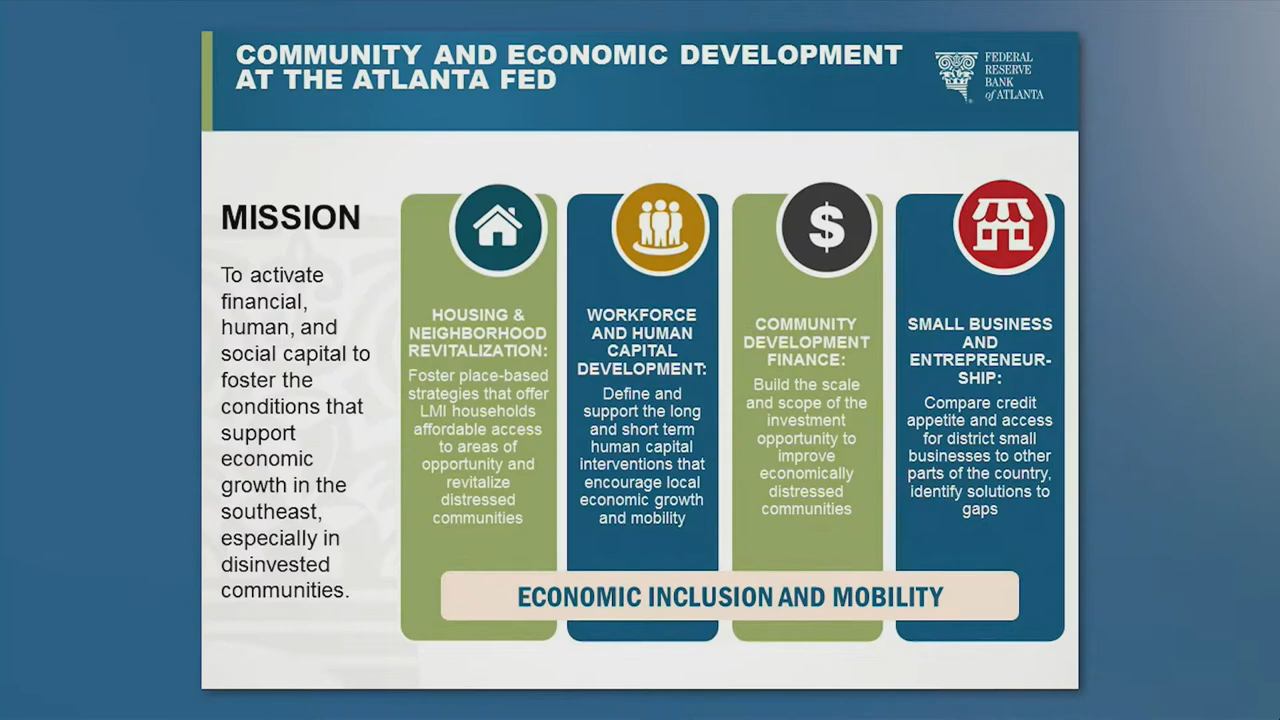 COMMUNITY AND ECONOMIC DEVELOPMENT
AT THE ATLANTA FED
FEDERAL
RESERVE
BANK
of ATLANTA
MISSION
To activate
financial,
human, and
social capital to
foster the
conditions that
support
economic
growth in the
southeast,
especially in
disinvested
communities.
HOUSING &
NEIGHBORHOOD
REVITALIZATION:
Foster place-based
strategies that offer
LMI households
affordable access
to areas of
opportunity and
revitalize
distressed
communities
WORKFORCE
AND HUMAN
CAPITAL
DEVELOPMENT:
Define and
support the long
and short term
human capital
interventions that
encourage local
economic growth
and mobility
$
COMMUNITY
DEVELOPMENT
FINANCE:
Build the scale
and scope of the
investment
opportunity to
improve
economically
distressed
communities
SMALL BUSINESS
AND
ENTREPRENEUR-
SHIP:
Compare credit
appetite and access
for district small
businesses to other
parts of the country,
identify solutions to
gaps
ECONOMIC INCLUSION AND MOBILITY